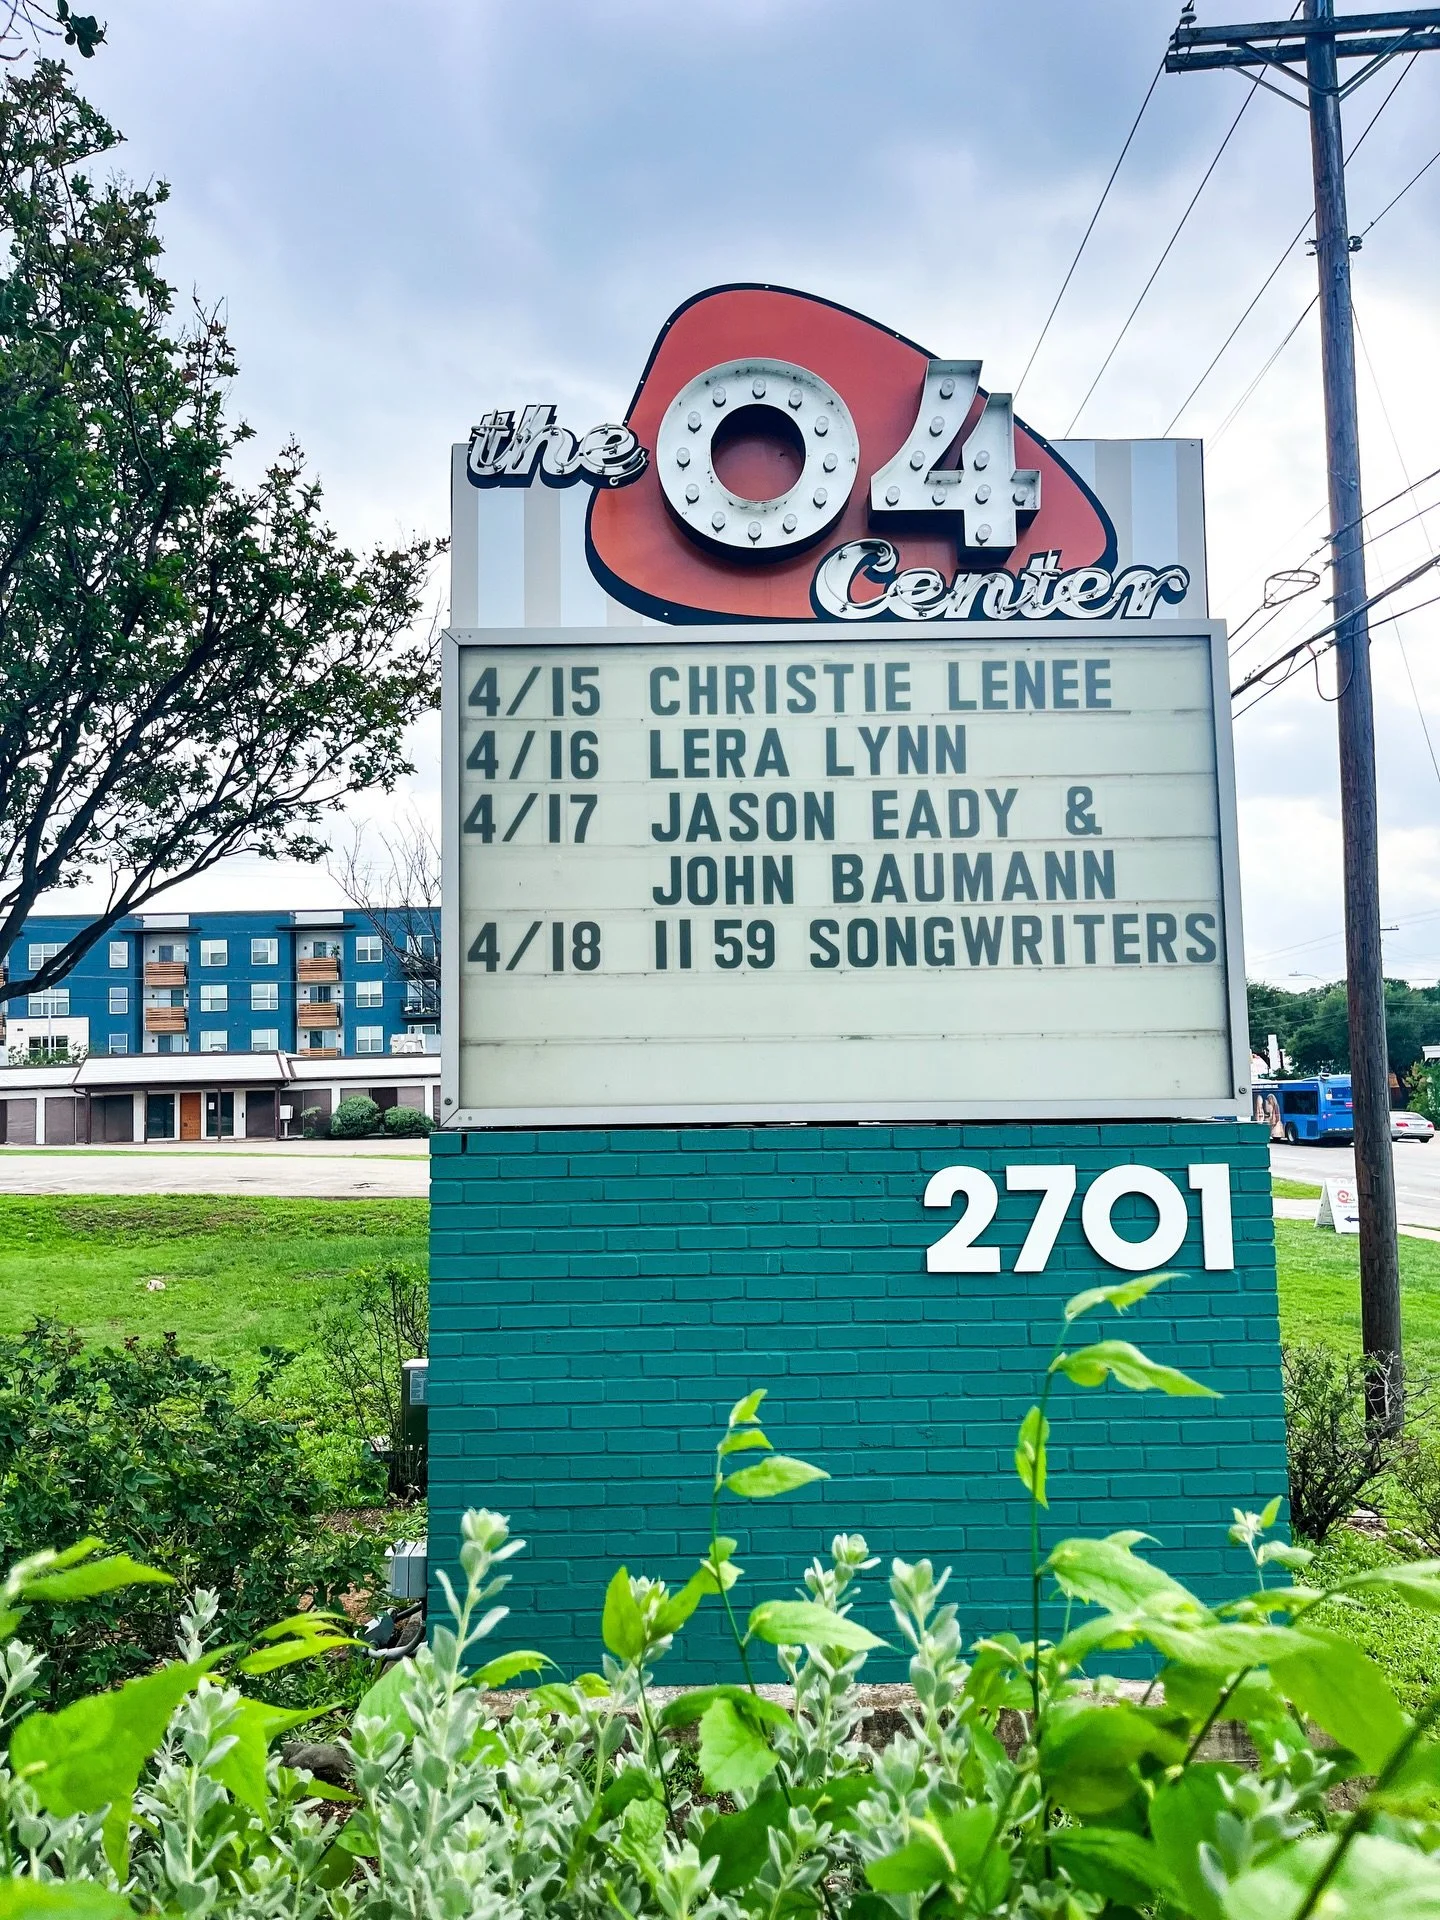 the 04
Center
4/15 CHRISTIE LENEE
4/16 LERA LYNN
4/17 JASON EADY &
JOHN BAUMANN
4/18 11 59 SONGWRITERS
2701